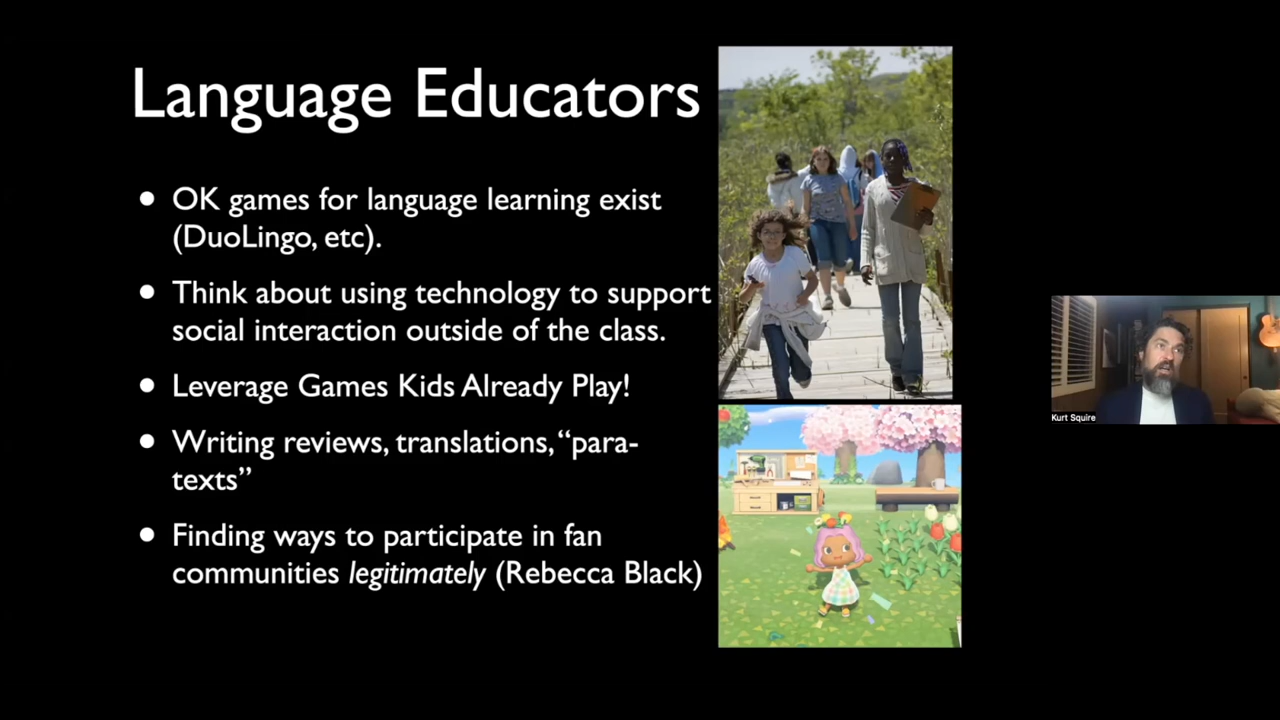 Language Educators
• OK games for language learning exist
(DuoLingo, etc).
• Think about using technology to support
social interaction outside of the class.
• Leverage Games Kids Already Play!
• Writing reviews, translations, “para-
texts”
• Finding ways to participate in fan
communities legitimately (Rebecca Black)
Kurt Squire